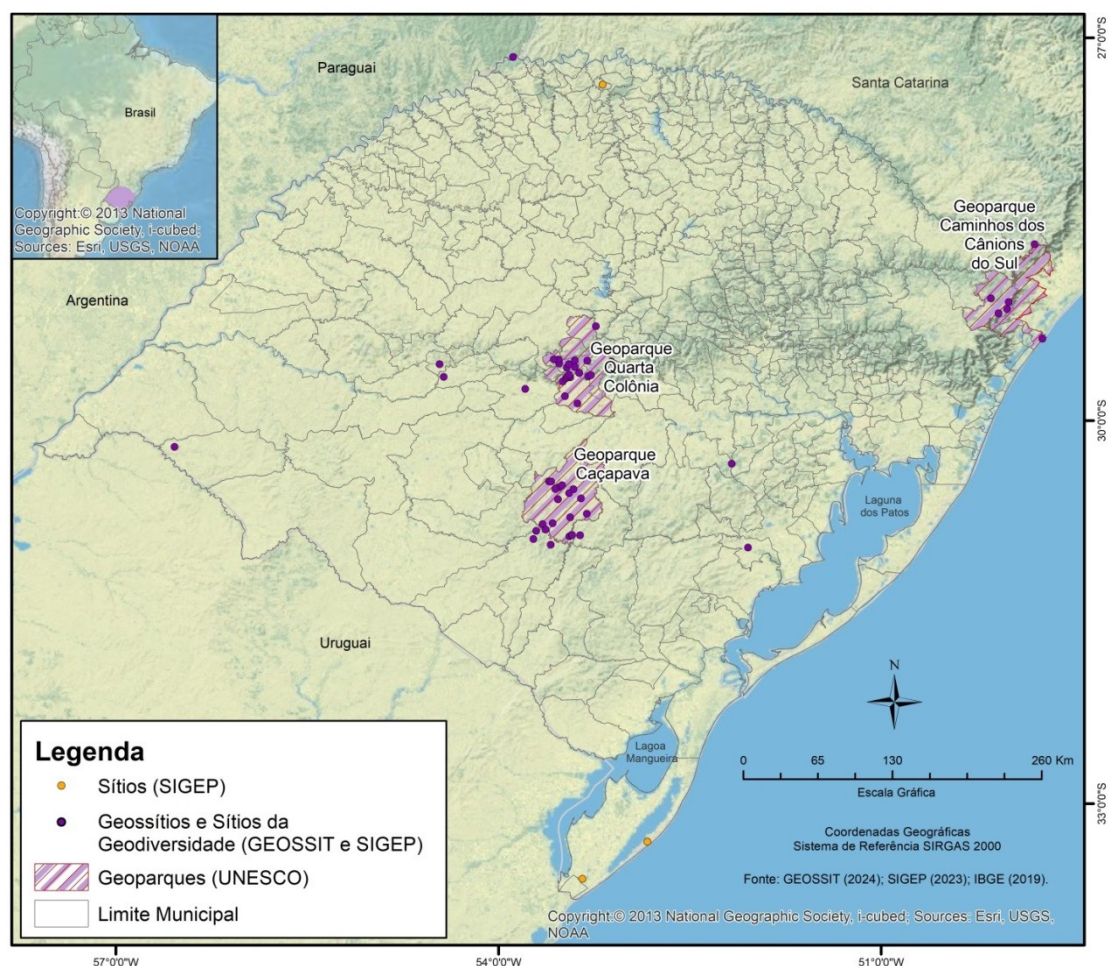 Brasil
Copyright:© 2013 National
Geographic Society, i-cubed;
Sources: Esri, USGS, NOAA
Paraguai
Santa Catarina
27°0'0"S
Geoparque
Caminhos dos
Cânions
do Sul
Argentina
Geoparque
Quarta
Colônia
30°0'0"S
Geoparque
Caçapava
Laguna
dos Patos
Uruguai
N
Lagoa
Mangueira
0 65 130 260 Km
Escala Gráfica
33°0'0"S
Coordenadas Geográficas
Sistema de Referência SIRGAS 2000
Fonte: GEOSSIT (2024); SIGEP (2023); IBGE (2019).
Legenda
Sítios (SIGEP)
Geossítios e Sítios da
Geodiversidade (GEOSSIT e SIGEP)
Geoparques (UNESCO)
Limite Municipal
Copyright:© 2013 National Geographic Society, i-cubed; Sources: Esri, USGS,
NOAA
57°0'0"W 54°0'0"W 51°0'0"W